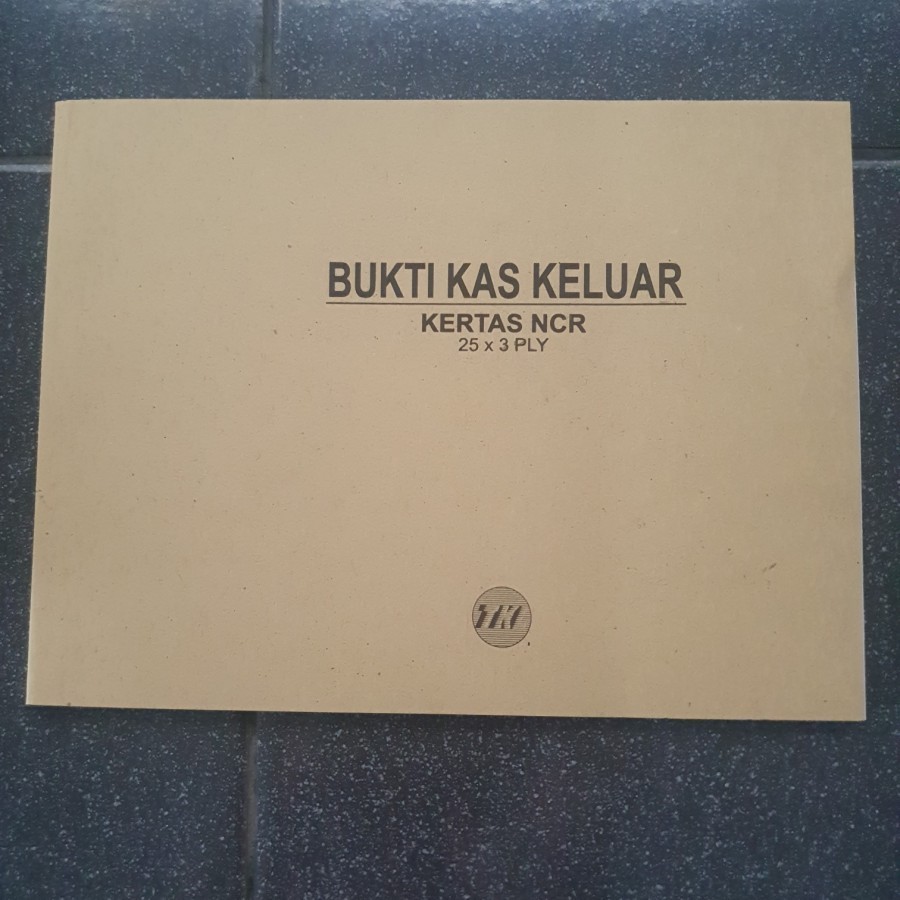 BUKTI KAS KELUAR
KERTAS NCR
25 x 3 PLY